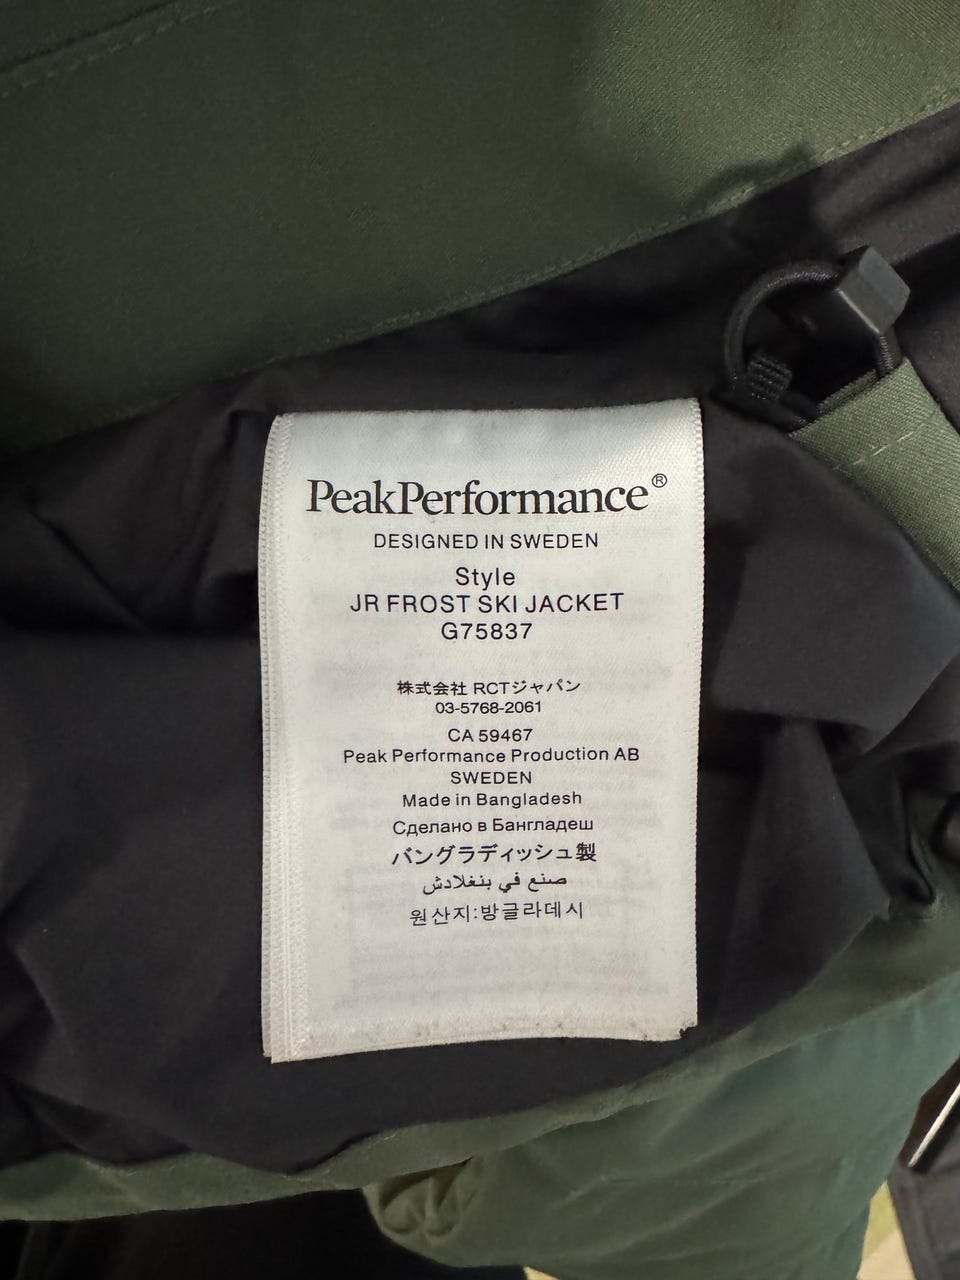 PeakPerformance®
DESIGNED IN SWEDEN
Style
JR FROST SKI JACKET
G75837
株式会社 RCTジャパン
03-5768-2061
CA 59467
Peak Performance Production AB
SWEDEN
Made in Bangladesh
Сделано в Бангладеш
バングラディッシュ製
صنع في بنغلادش
원산지:방글라데시